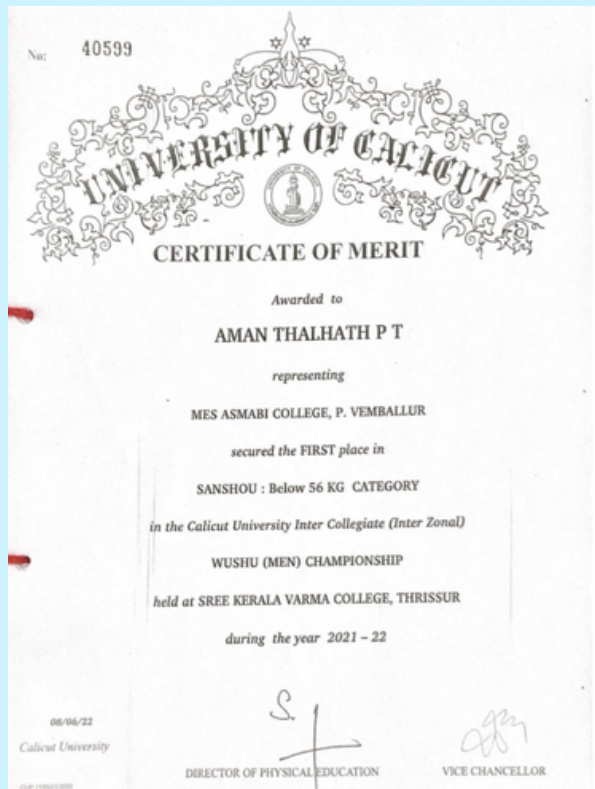 No: 40599
UNIVERSITY OF CALICUT
CERTIFICATE OF MERIT
Awarded to
AMAN THALHATH P T
representing
MES ASMABI COLLEGE, P. VEMBALLUR
secured the FIRST place in
SANSHOU : Below 56 KG CATEGORY
in the Calicut University Inter Collegiate (Inter Zonal)
WUSHU (MEN) CHAMPIONSHIP
held at SREE KERALA VARMA COLLEGE, THRISSUR
during the year 2021 – 22
08/06/22
Calicut University
DIRECTOR OF PHYSICAL EDUCATION
VICE CHANCELLOR